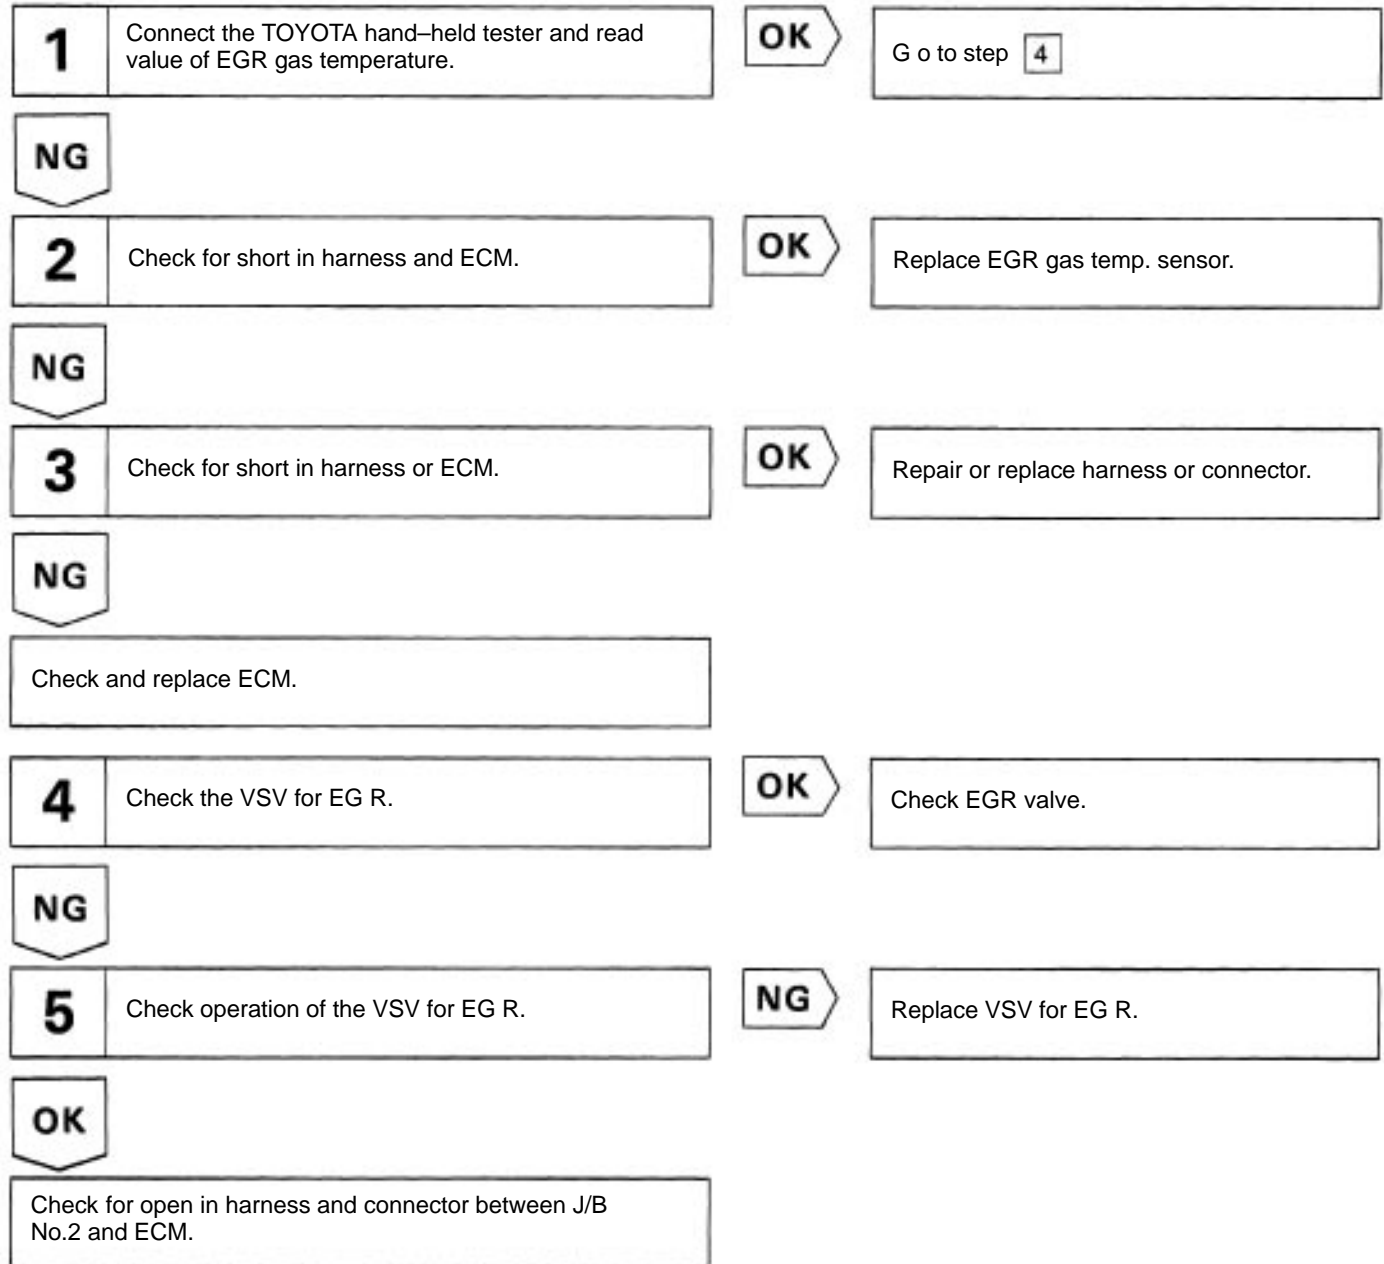 1
Connect the TOYOTA hand–held tester and read
value of EGR gas temperature.
OK
G o to step 4
NG
2
Check for short in harness and ECM.
OK
Replace EGR gas temp. sensor.
NG
3
Check for short in harness or ECM.
OK
Repair or replace harness or connector.
NG
Check and replace ECM.
4
Check the VSV for EG R.
OK
Check EGR valve.
NG
5
Check operation of the VSV for EG R.
NG
Replace VSV for EG R.
OK
Check for open in harness and connector between J/B
No.2 and ECM.